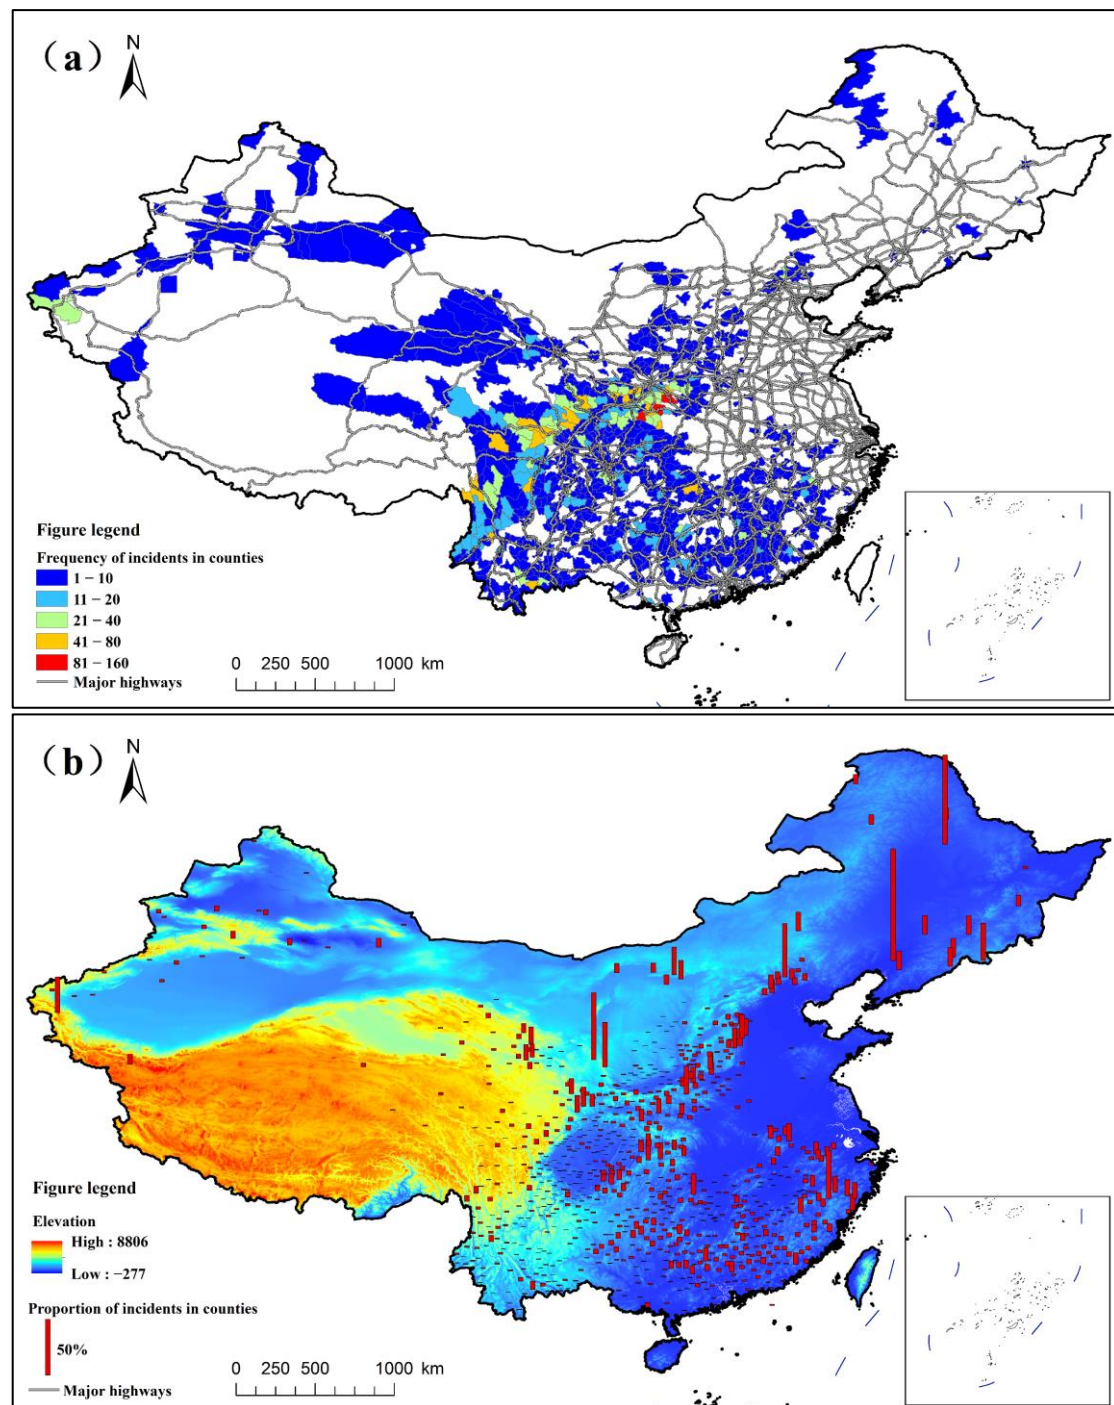 （a）
N
Figure legend
Frequency of incidents in counties
1 − 10
11 − 20
21 − 40
41 − 80
81 − 160
Major highways
0 250 500 1000 km
（b）
N
Figure legend
Elevation
High : 8806
Low : −277
Proportion of incidents in counties
50%
Major highways
0 250 500 1000 km